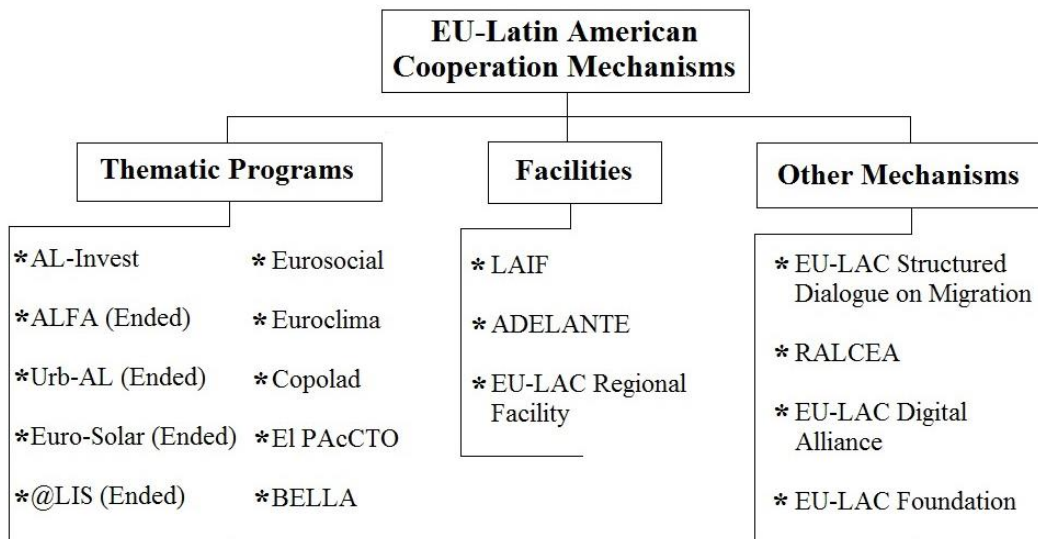 EU-Latin American
Cooperation Mechanisms
Thematic Programs
*AL-Invest
*ALFA (Ended)
*Urb-AL (Ended)
*Euro-Solar (Ended)
*@LIS (Ended)
*Eurosocial
*Euroclima
*Copolad
*El PAcCTO
*BELLA
Facilities
*LAIF
*ADELANTE
*EU-LAC Regional
Facility
Other Mechanisms
*EU-LAC Structured
Dialogue on Migration
*RALCEA
*EU-LAC Digital
Alliance
*EU-LAC Foundation